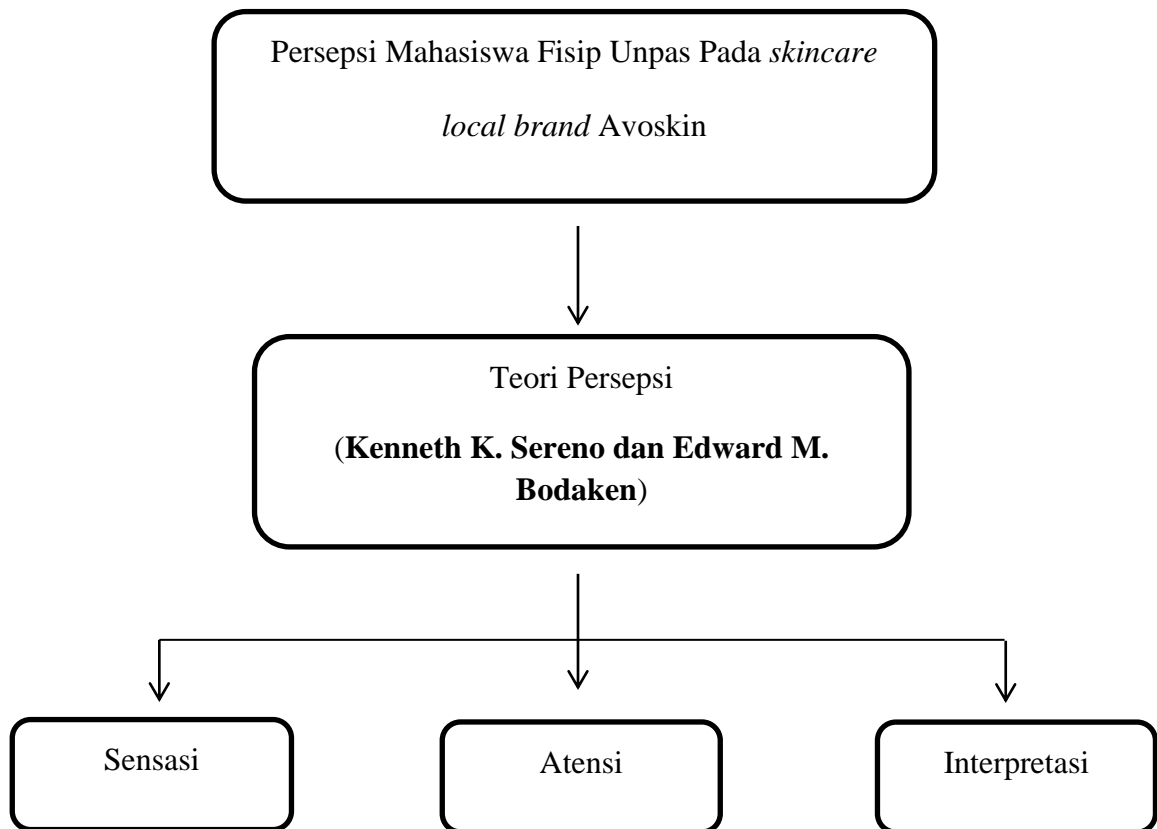 Persepsi Mahasiswa Fisip Unpas Pada skincare
local brand Avoskin
Teori Persepsi
(Kenneth K. Sereno dan Edward M.
Bodaken)
Sensasi
Atensi
Interpretasi